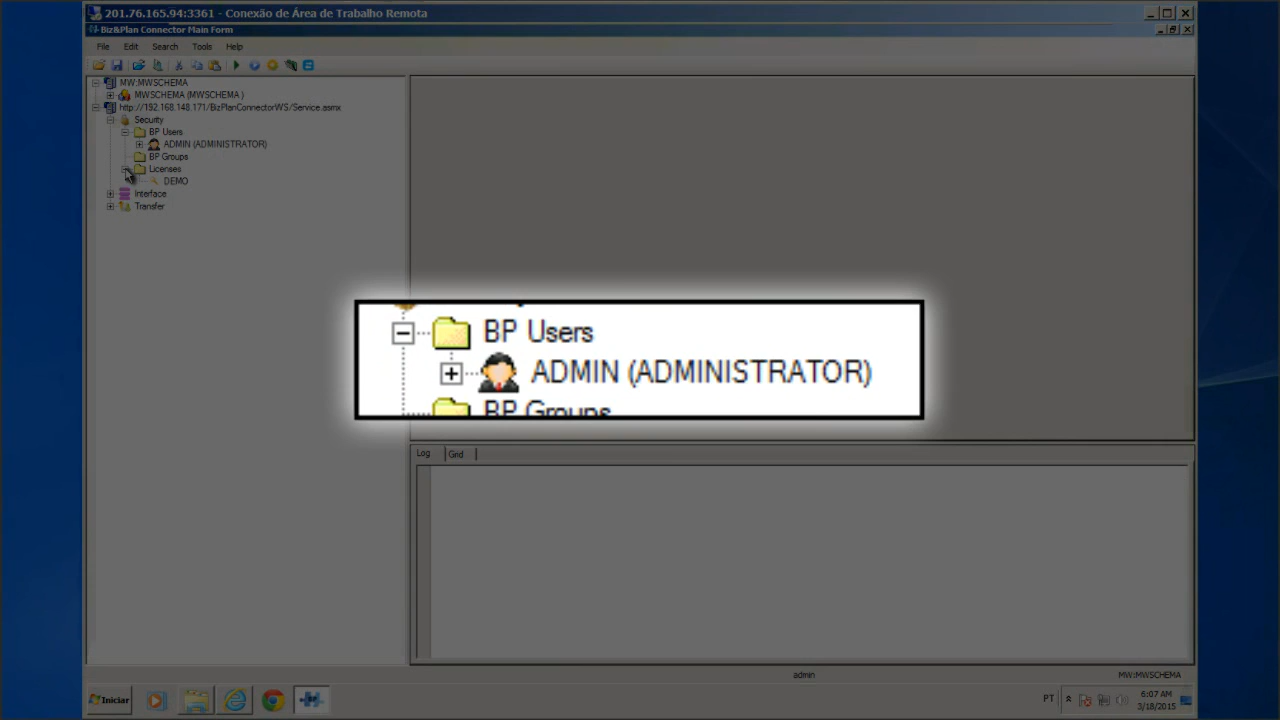 201.76.165.94:3361 - Conexão de Área de Trabalho Remota
Biz&Plan Connector Main Form
File Edit Search Tools Help
MW:MWSCHEMA
MWSCHEMA (MWSCHEMA )
http://192.168.148.171/BizPlanConnectorWS/Service.asmx
Security
BP Users
ADMIN (ADMINISTRATOR)
BP Groups
Licenses
DEMO
Interface
Transfer
BP Users
ADMIN (ADMINISTRATOR)
BP Groups
Log Grid
admin MW:MWSCHEMA
Iniciar PT 6:07 AM
3/18/2015